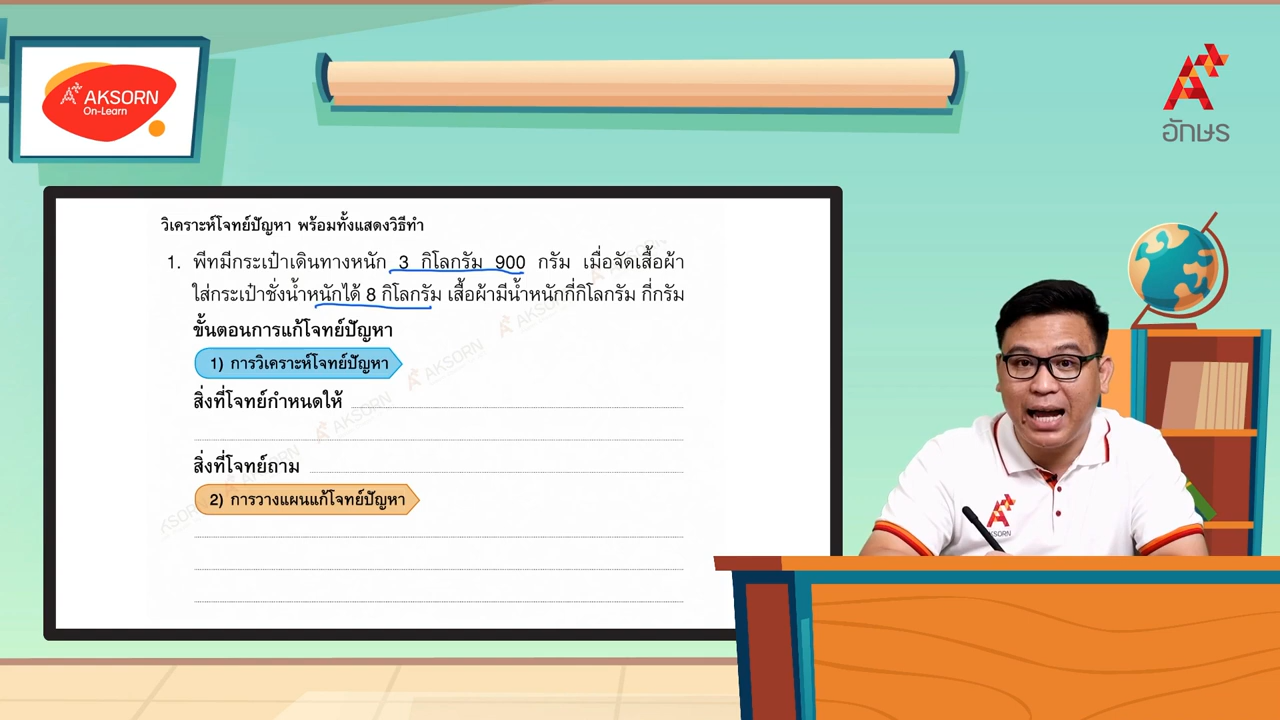 AKSORN
On-Learn
อักษร
วิเคราะห์โจทย์ปัญหา พร้อมทั้งแสดงวิธีทำ
1. พีทมีกระเป๋าเดินทางหนัก 3 กิโลกรัม 900 กรัม เมื่อจัดเสื้อผ้า
ใส่กระเป๋าชั่งน้ำหนักได้ 8 กิโลกรัม เสื้อผ้ามีน้ำหนักกี่กิโลกรัม กี่กรัม
ขั้นตอนการแก้โจทย์ปัญหา
1) การวิเคราะห์โจทย์ปัญหา
สิ่งที่โจทย์กำหนดให้
สิ่งที่โจทย์ถาม
2) การวางแผนแก้โจทย์ปัญหา
AKSORN
AKSORN
AKSORN